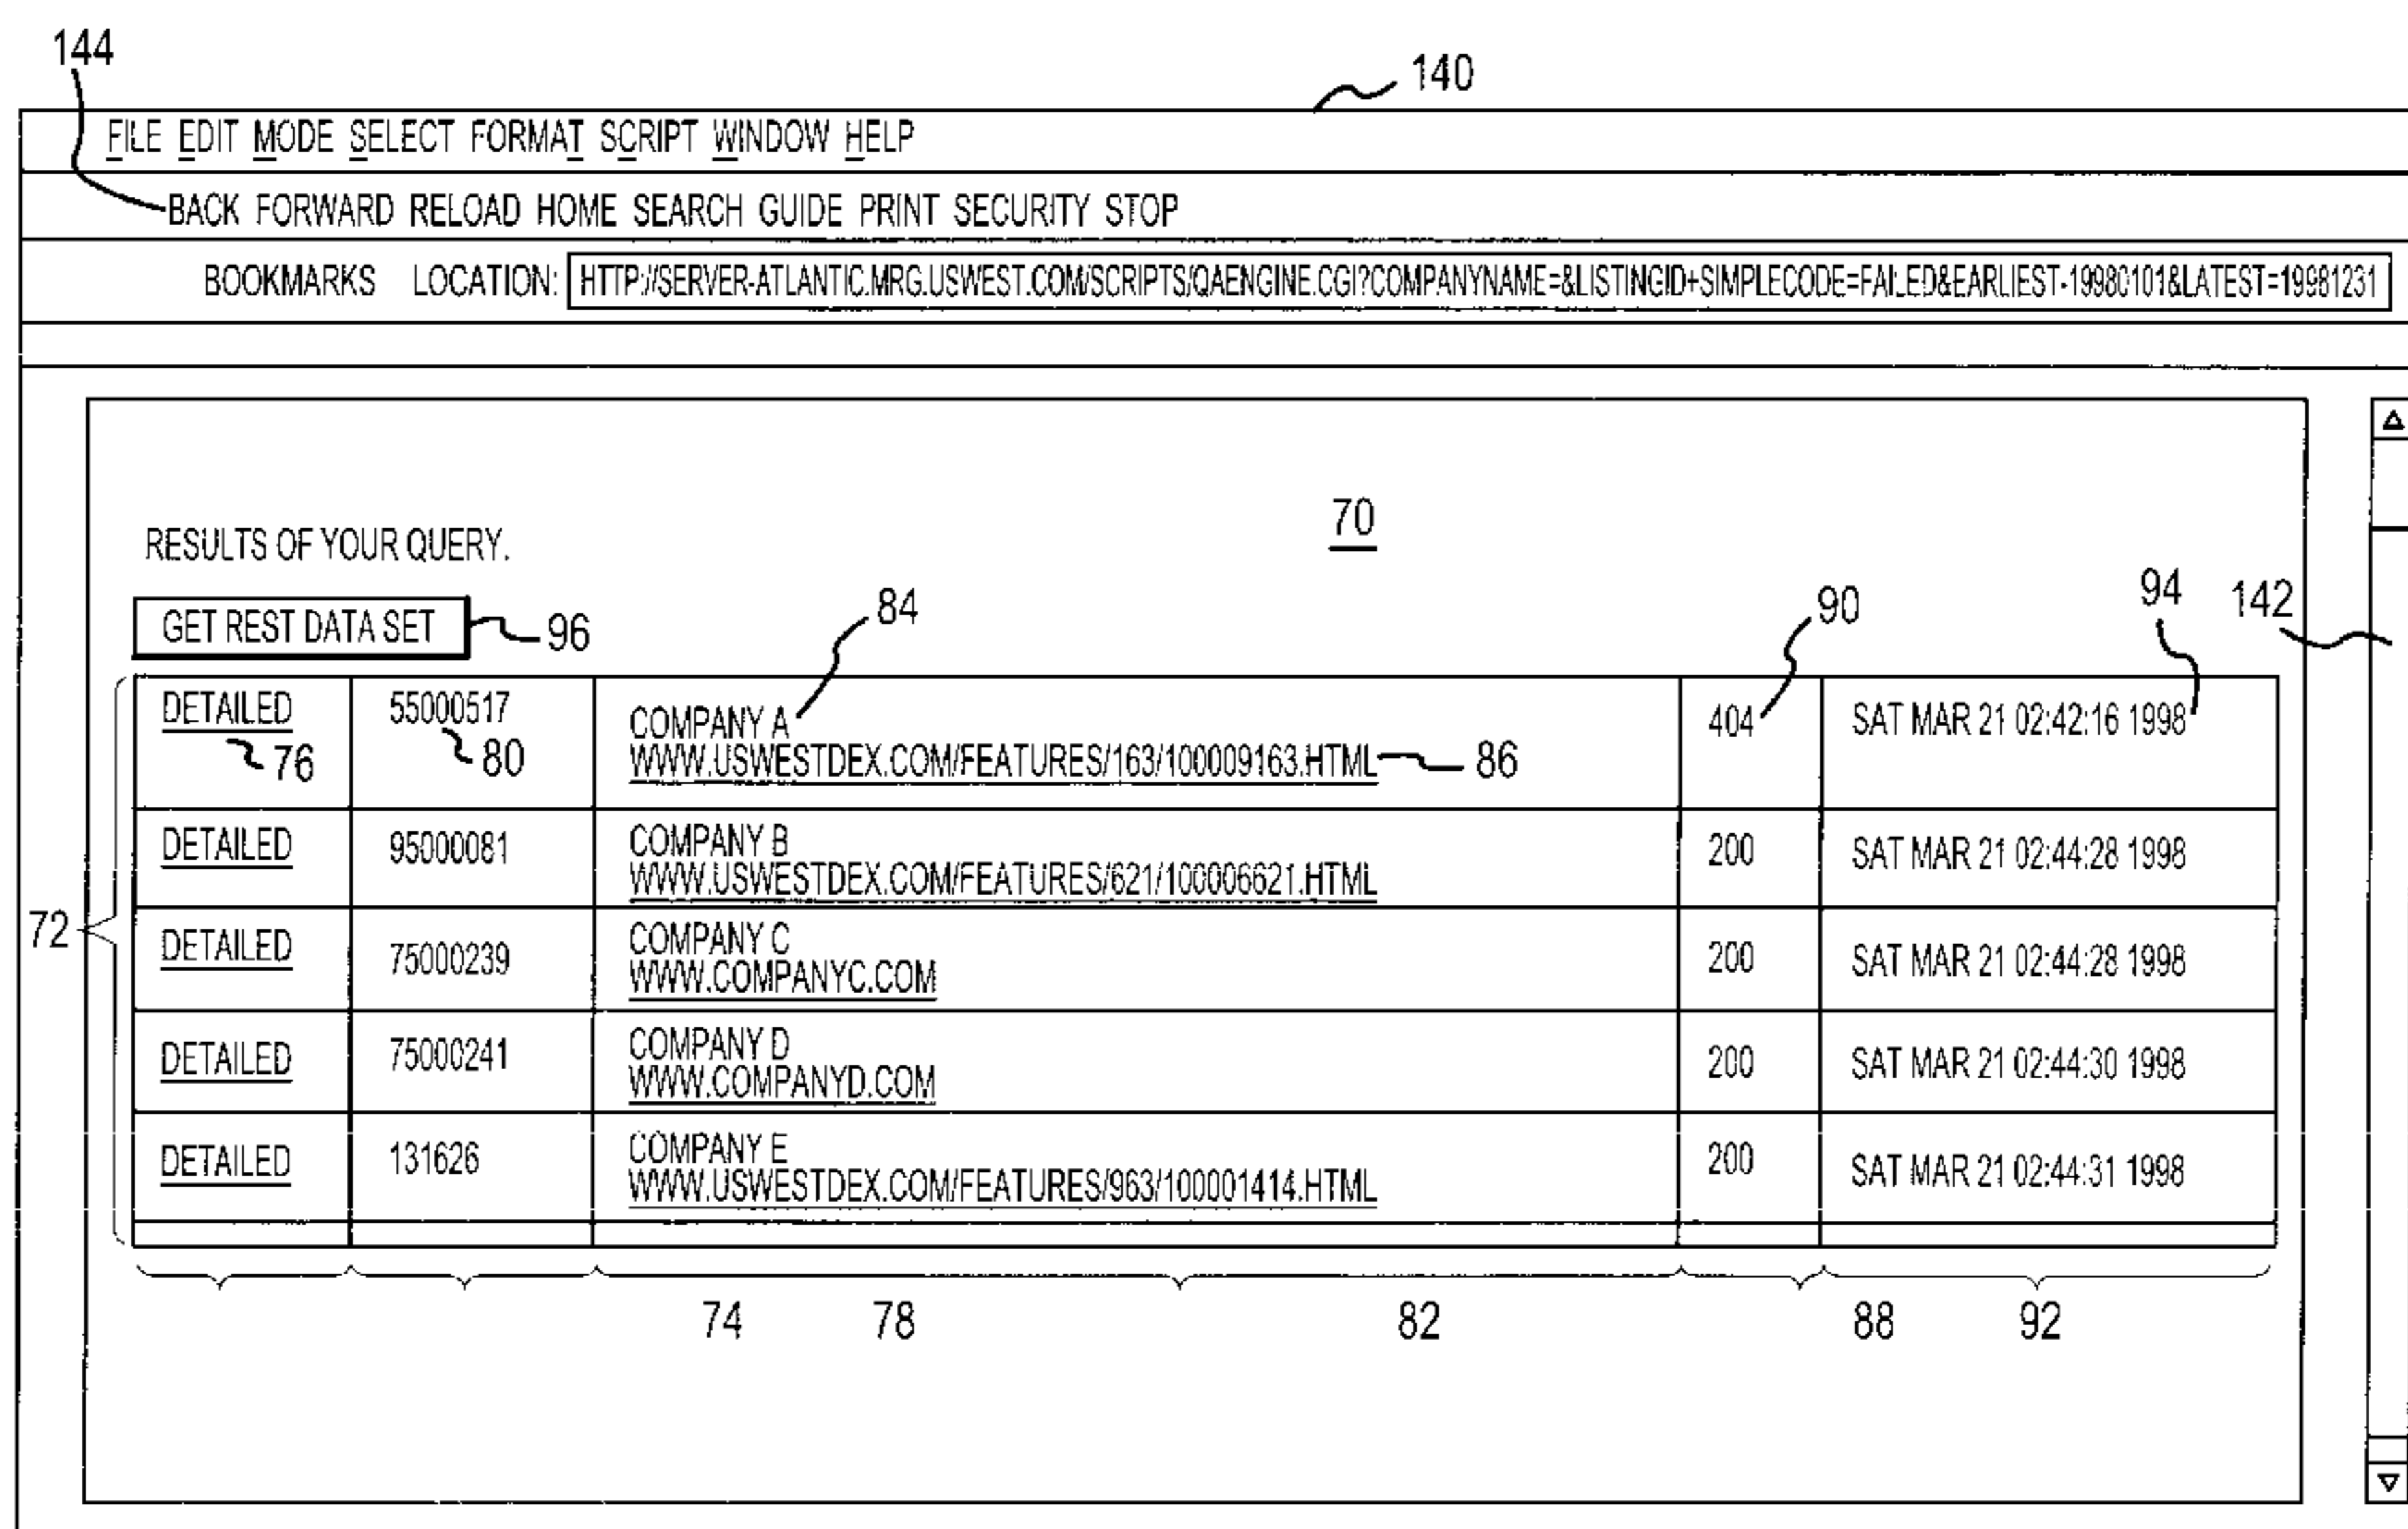 144
140
FILE EDIT MODE SELECT FORMAT SCRIPT WINDOW HELP
BACK FORWARD RELOAD HOME SEARCH GUIDE PRINT SECURITY STOP
BOOKMARKS LOCATION: HTTP://SERVER-ATLANTIC.MRG.USWEST.COM/SCRIPTS/QAENGINE.CGI?COMPANYNAME=&LISTINGID+SIMPLECODE=FAILED&EARLIEST-19980101&LATEST=19981231
70
RESULTS OF YOUR QUERY.
84
90
94
142
GET REST DATA SET
96
DETAILED 55000517 COMPANY A 404 SAT MAR 21 02:42:16 1998
76 80 WWW.USWESTDEX.COM/FEATURES/163/100009163.HTML 86
DETAILED 95000081 COMPANY B 200 SAT MAR 21 02:44:28 1998
WWW.USWESTDEX.COM/FEATURES/621/100006621.HTML
72
DETAILED 75000239 COMPANY C 200 SAT MAR 21 02:44:28 1998
WWW.COMPANYC.COM
DETAILED 75000241 COMPANY D 200 SAT MAR 21 02:44:30 1998
WWW.COMPANYD.COM
DETAILED 131626 COMPANY E 200 SAT MAR 21 02:44:31 1998
WWW.USWESTDEX.COM/FEATURES/963/100001414.HTML
74 78 82 88 92